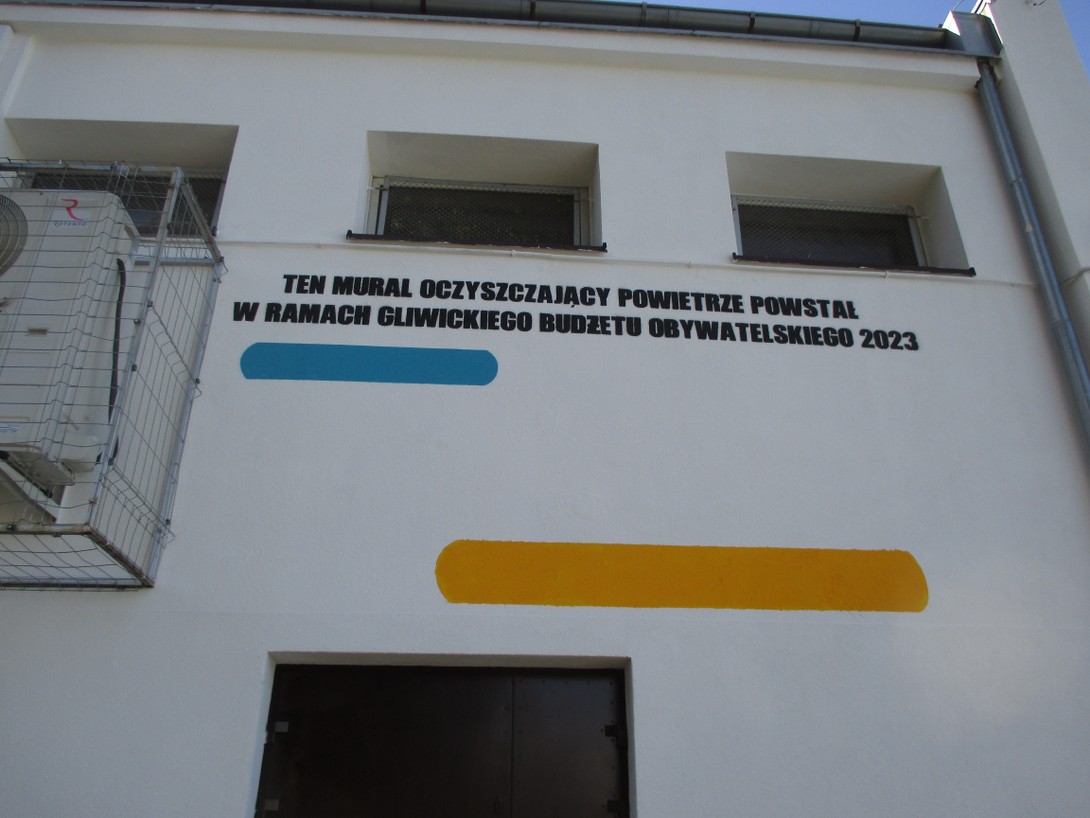 TEN MURAL OCZYSZCZAJĄCY POWIETRZE POWSTAŁ
W RAMACH GLIWICKIEGO BUDŻETU OBYWATELSKIEGO 2023